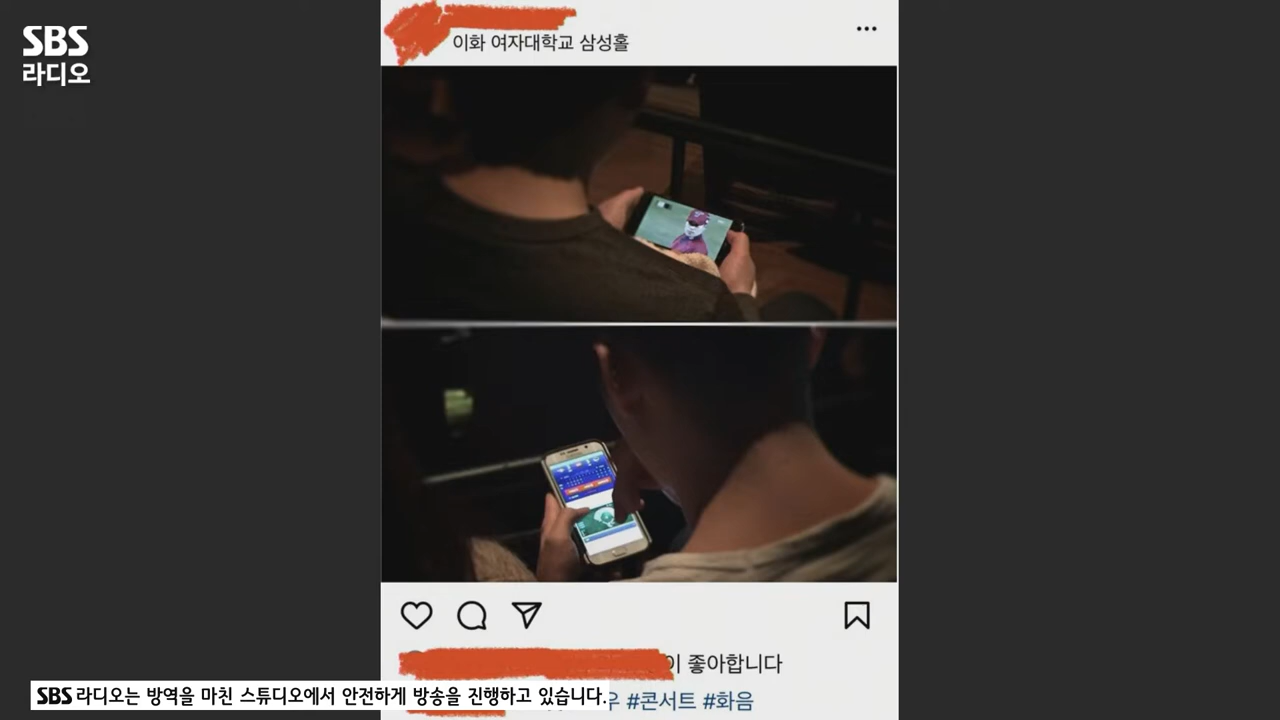 SBS
라디오
이화 여자대학교 삼성홀
이 좋아합니다
우 #콘서트 #화음
SBS 라디오는 방역을 마친 스튜디오에서 안전하게 방송을 진행하고 있습니다.